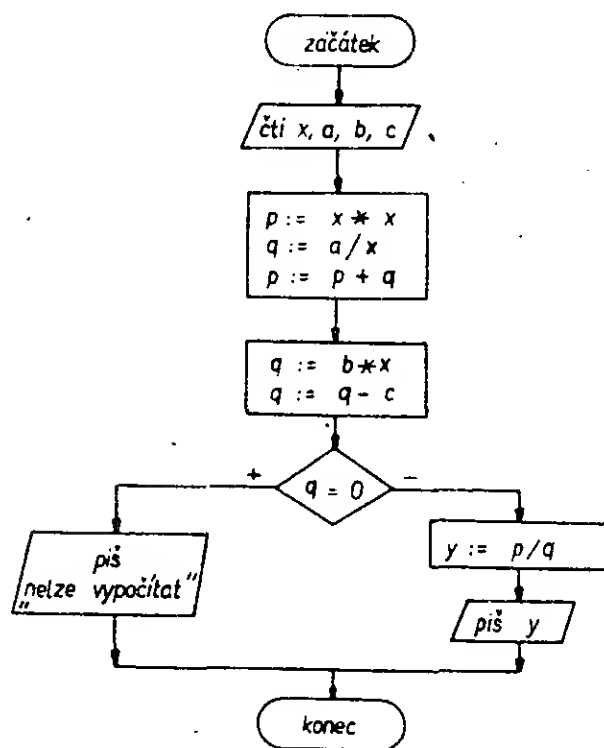 začátek
čti x, a, b, c
p := x * x
q := a / x
p := p + q
q := b * x
q := q - c
q = 0
+
-
piš
„nelze vypočítat"
y := p/q
piš y
konec